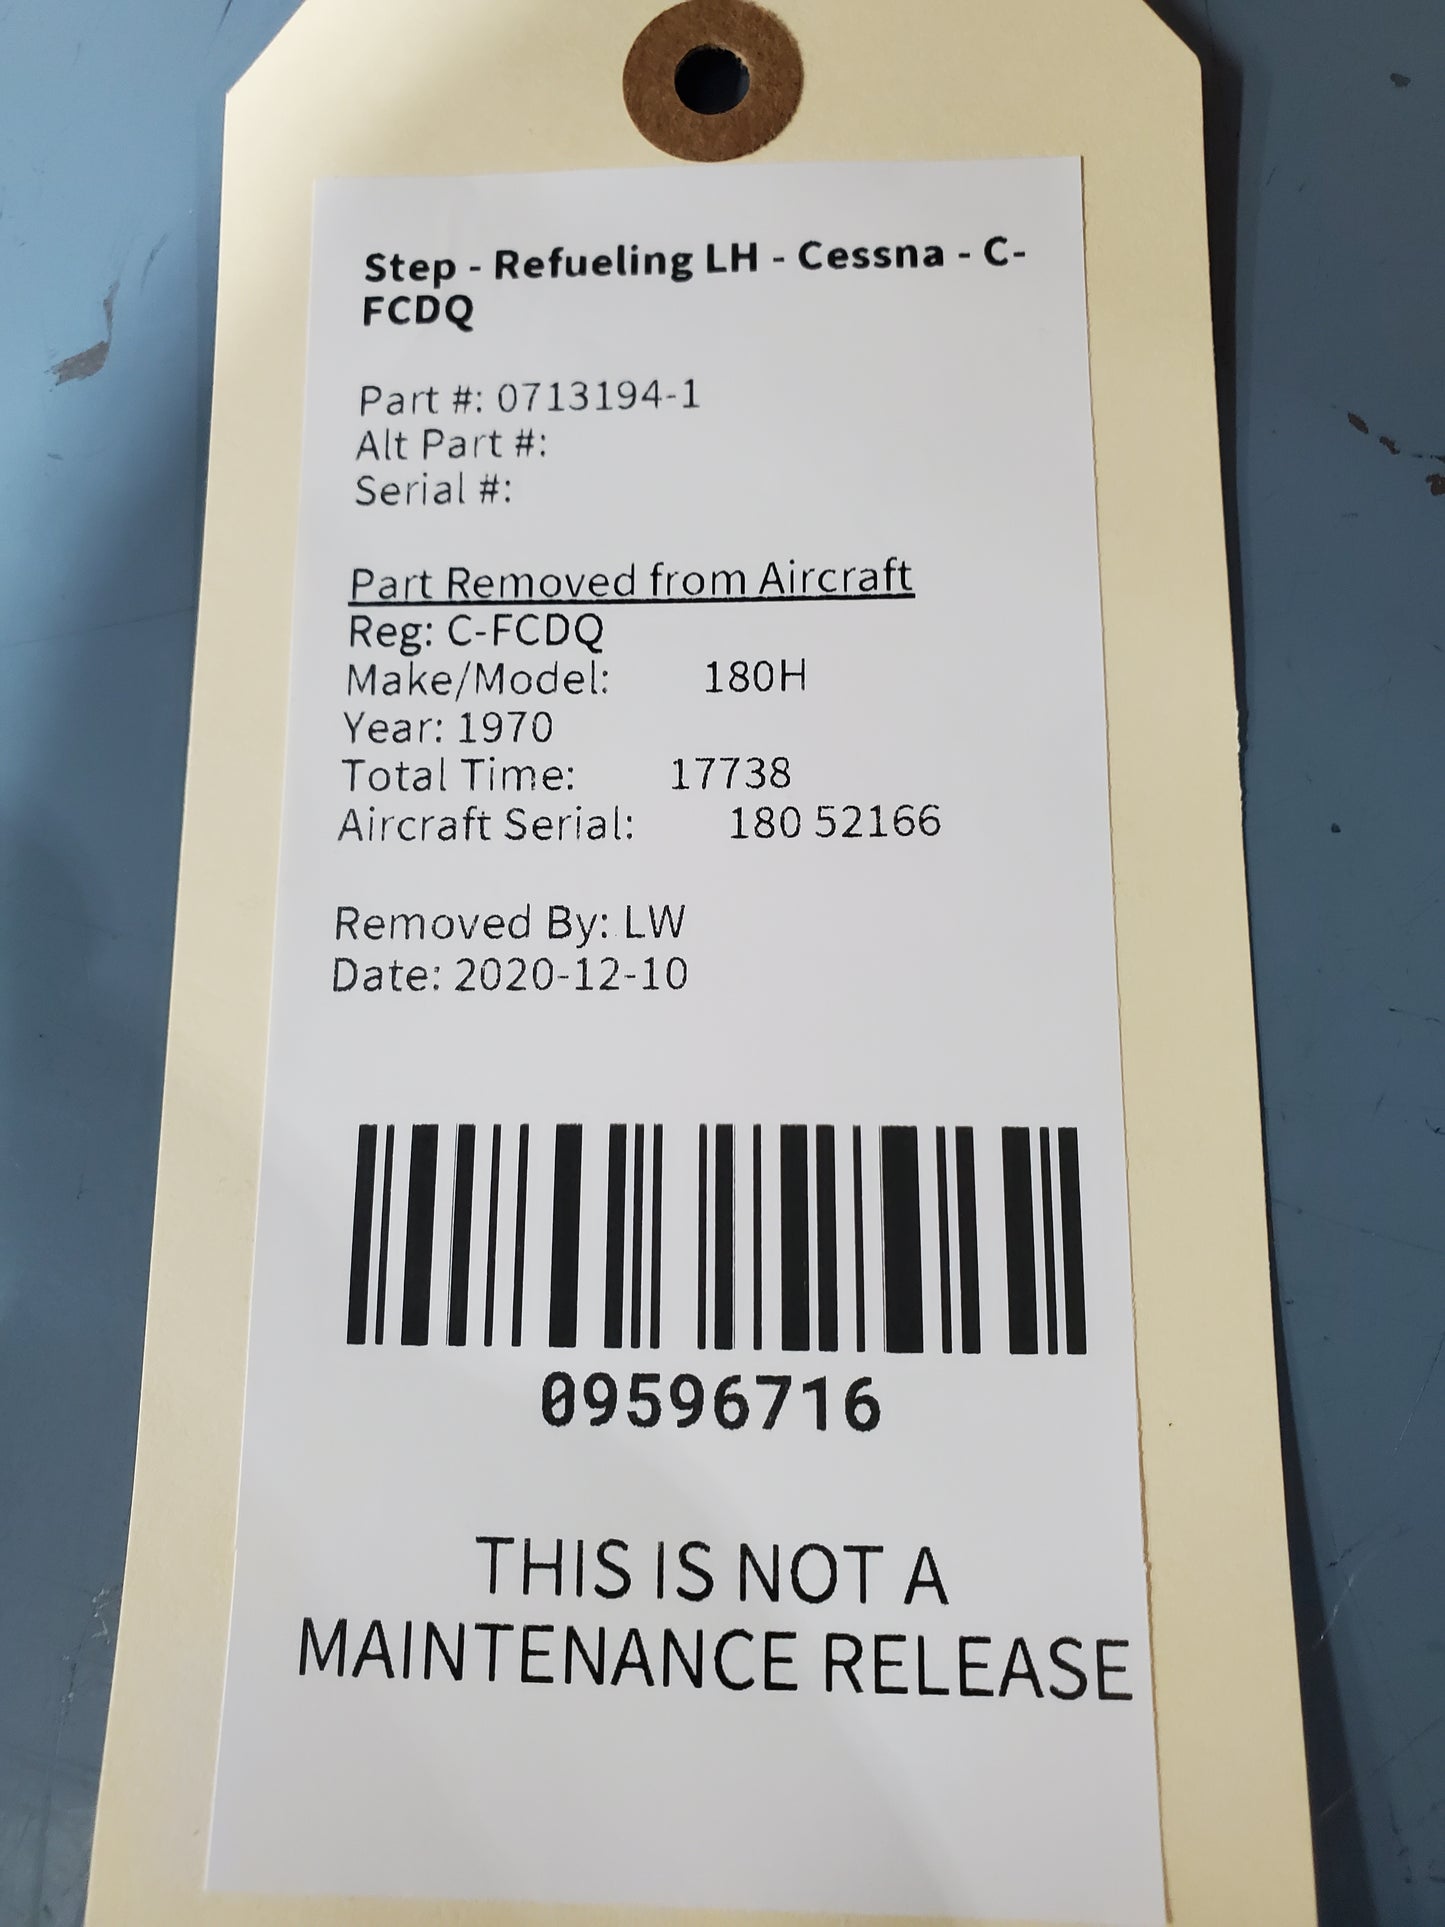 Step - Refueling LH - Cessna - C-
FCDQ
Part #: 0713194-1
Alt Part #:
Serial #:
Part Removed from Aircraft
Reg: C-FCDQ
Make/Model: 180H
Year: 1970
Total Time: 17738
Aircraft Serial: 180 52166
Removed By: LW
Date: 2020-12-10
09596716
THIS IS NOT A
MAINTENANCE RELEASE